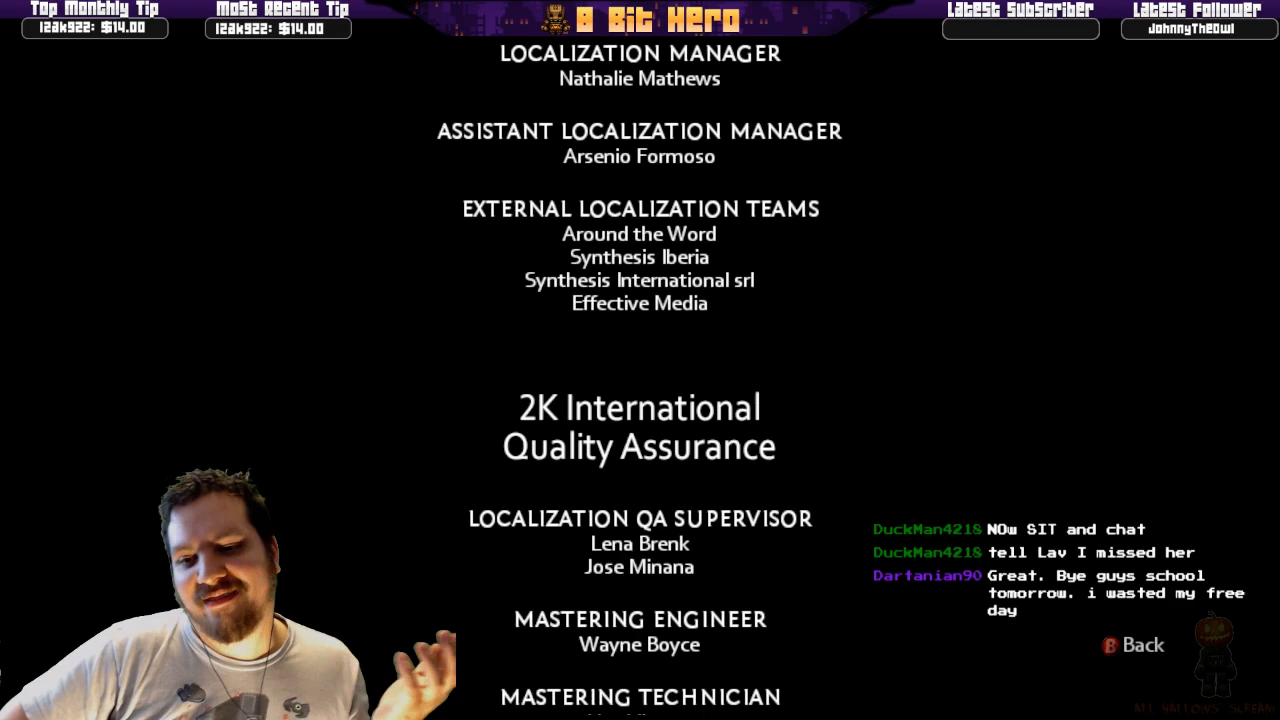 Top Monthly Tip
Most Recent Tip
8 Bit Hero
Latest Subscriber
Latest Follower
izak922: $14.00
izak922: $14.00
JohnnyTheOwl
LOCALIZATION MANAGER
Nathalie Mathews
ASSISTANT LOCALIZATION MANAGER
Arsenio Formoso
EXTERNAL LOCALIZATION TEAMS
Around the Word
Synthesis Iberia
Synthesis International srl
Effective Media
2K International
Quality Assurance
LOCALIZATION QA SUPERVISOR
Lena Brenk
Jose Minana
MASTERING ENGINEER
Wayne Boyce
MASTERING TECHNICIAN
DuckMan4218 NOw SIT and chat
DuckMan4218 tell Lav I missed her
Dartanian90 Great. Bye guys school
tomorrow. i wasted my free
day
B Back